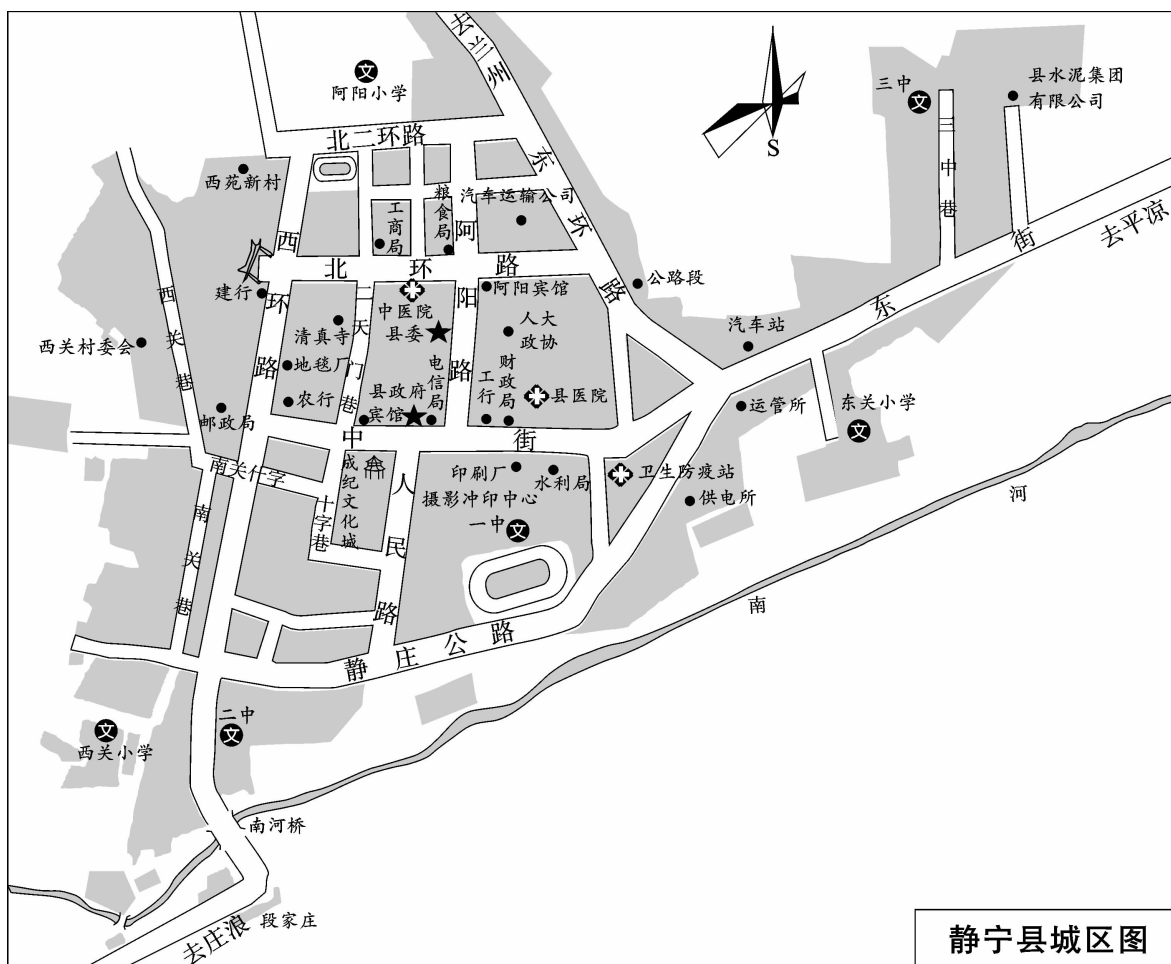 去兰州
文
阿阳小学
三中
文
县水泥集团
有限公司
北二环路
S
东环路
三中巷
西苑新村
工商局
粮食局
汽车运输公司
阿阳路
西环路
北环路
东街
去平凉
公路段
建行
中医院
阿阳宾馆
西关巷
三天门巷
县委
人大
政协
汽车站
清真寺
西关村委会
地毯厂
电信局
工行
财政局
县医院
县政府
宾馆
农行
运管所
邮政局
东关小学
文
中街
南关什字
成纪文化城
印刷厂
水利局
卫生防疫站
摄影冲印中心
供电所
河
十字巷
人民路
一中
文
南关巷
南
静庄公路
二中
文
文
西关小学
南河桥
去庄浪
段家庄
静宁县城区图